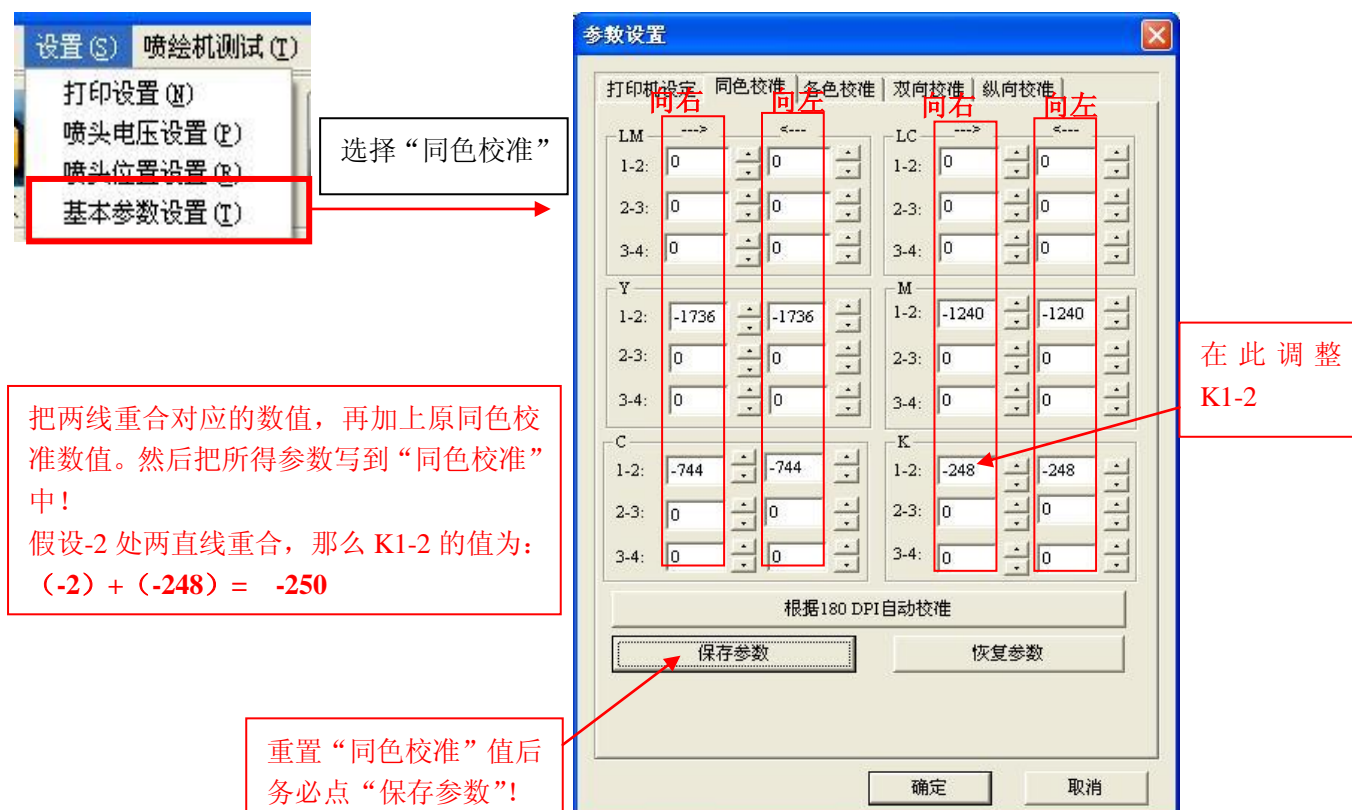 设置(S) 喷绘机测试(T)
打印设置(N)
喷头电压设置(P)
喷头位置设置(R)
基本参数设置(T)
选择“同色校准”
把两线重合对应的数值，再加上原同色校
准数值。然后把所得参数写到“同色校准”
中！
假设-2 处两直线重合，那么 K1-2 的值为：
（-2）+（-248）= -250
重置“同色校准”值后
务必点“保存参数”！
参数设置
打印机设定 同色校准 各色校准 双向校准 纵向校准
向右 向左 向右 向左
LM ---> <--- LC ---> <---
1-2: 0 0 1-2: 0 0
2-3: 0 0 2-3: 0 0
3-4: 0 0 3-4: 0 0
Y M
1-2: -1736 -1736 1-2: -1240 -1240
2-3: 0 0 2-3: 0 0
3-4: 0 0 3-4: 0 0
C K
1-2: -744 -744 1-2: -248 -248
2-3: 0 0 2-3: 0 0
3-4: 0 0 3-4: 0 0
根据180 DPI自动校准
保存参数 恢复参数
确定 取消
在此调整
K1-2